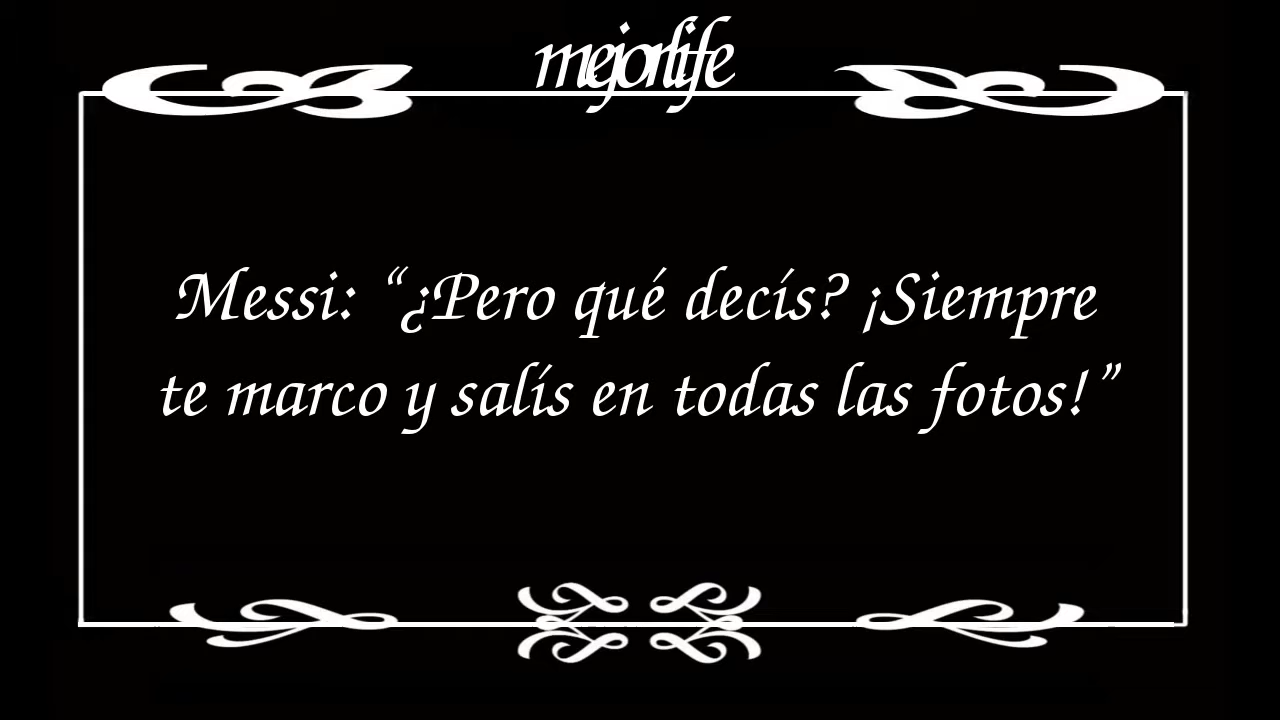 mejorlife
Messi: “¿Pero qué decís? ¡Siempre
te marco y salís en todas las fotos!”